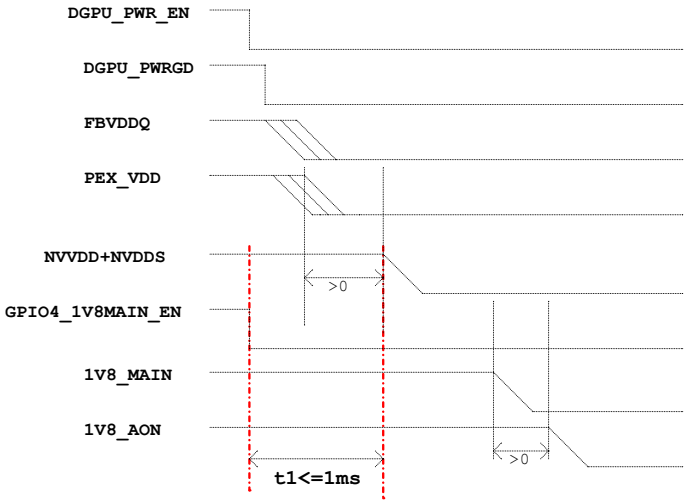 DGPU_PWR_EN
DGPU_PWRGD
FBVDDQ
PEX_VDD
NVVDD+NVDDS
>0
GPIO4_1V8MAIN_EN
1V8_MAIN
1V8_AON
>0
t1<=1ms